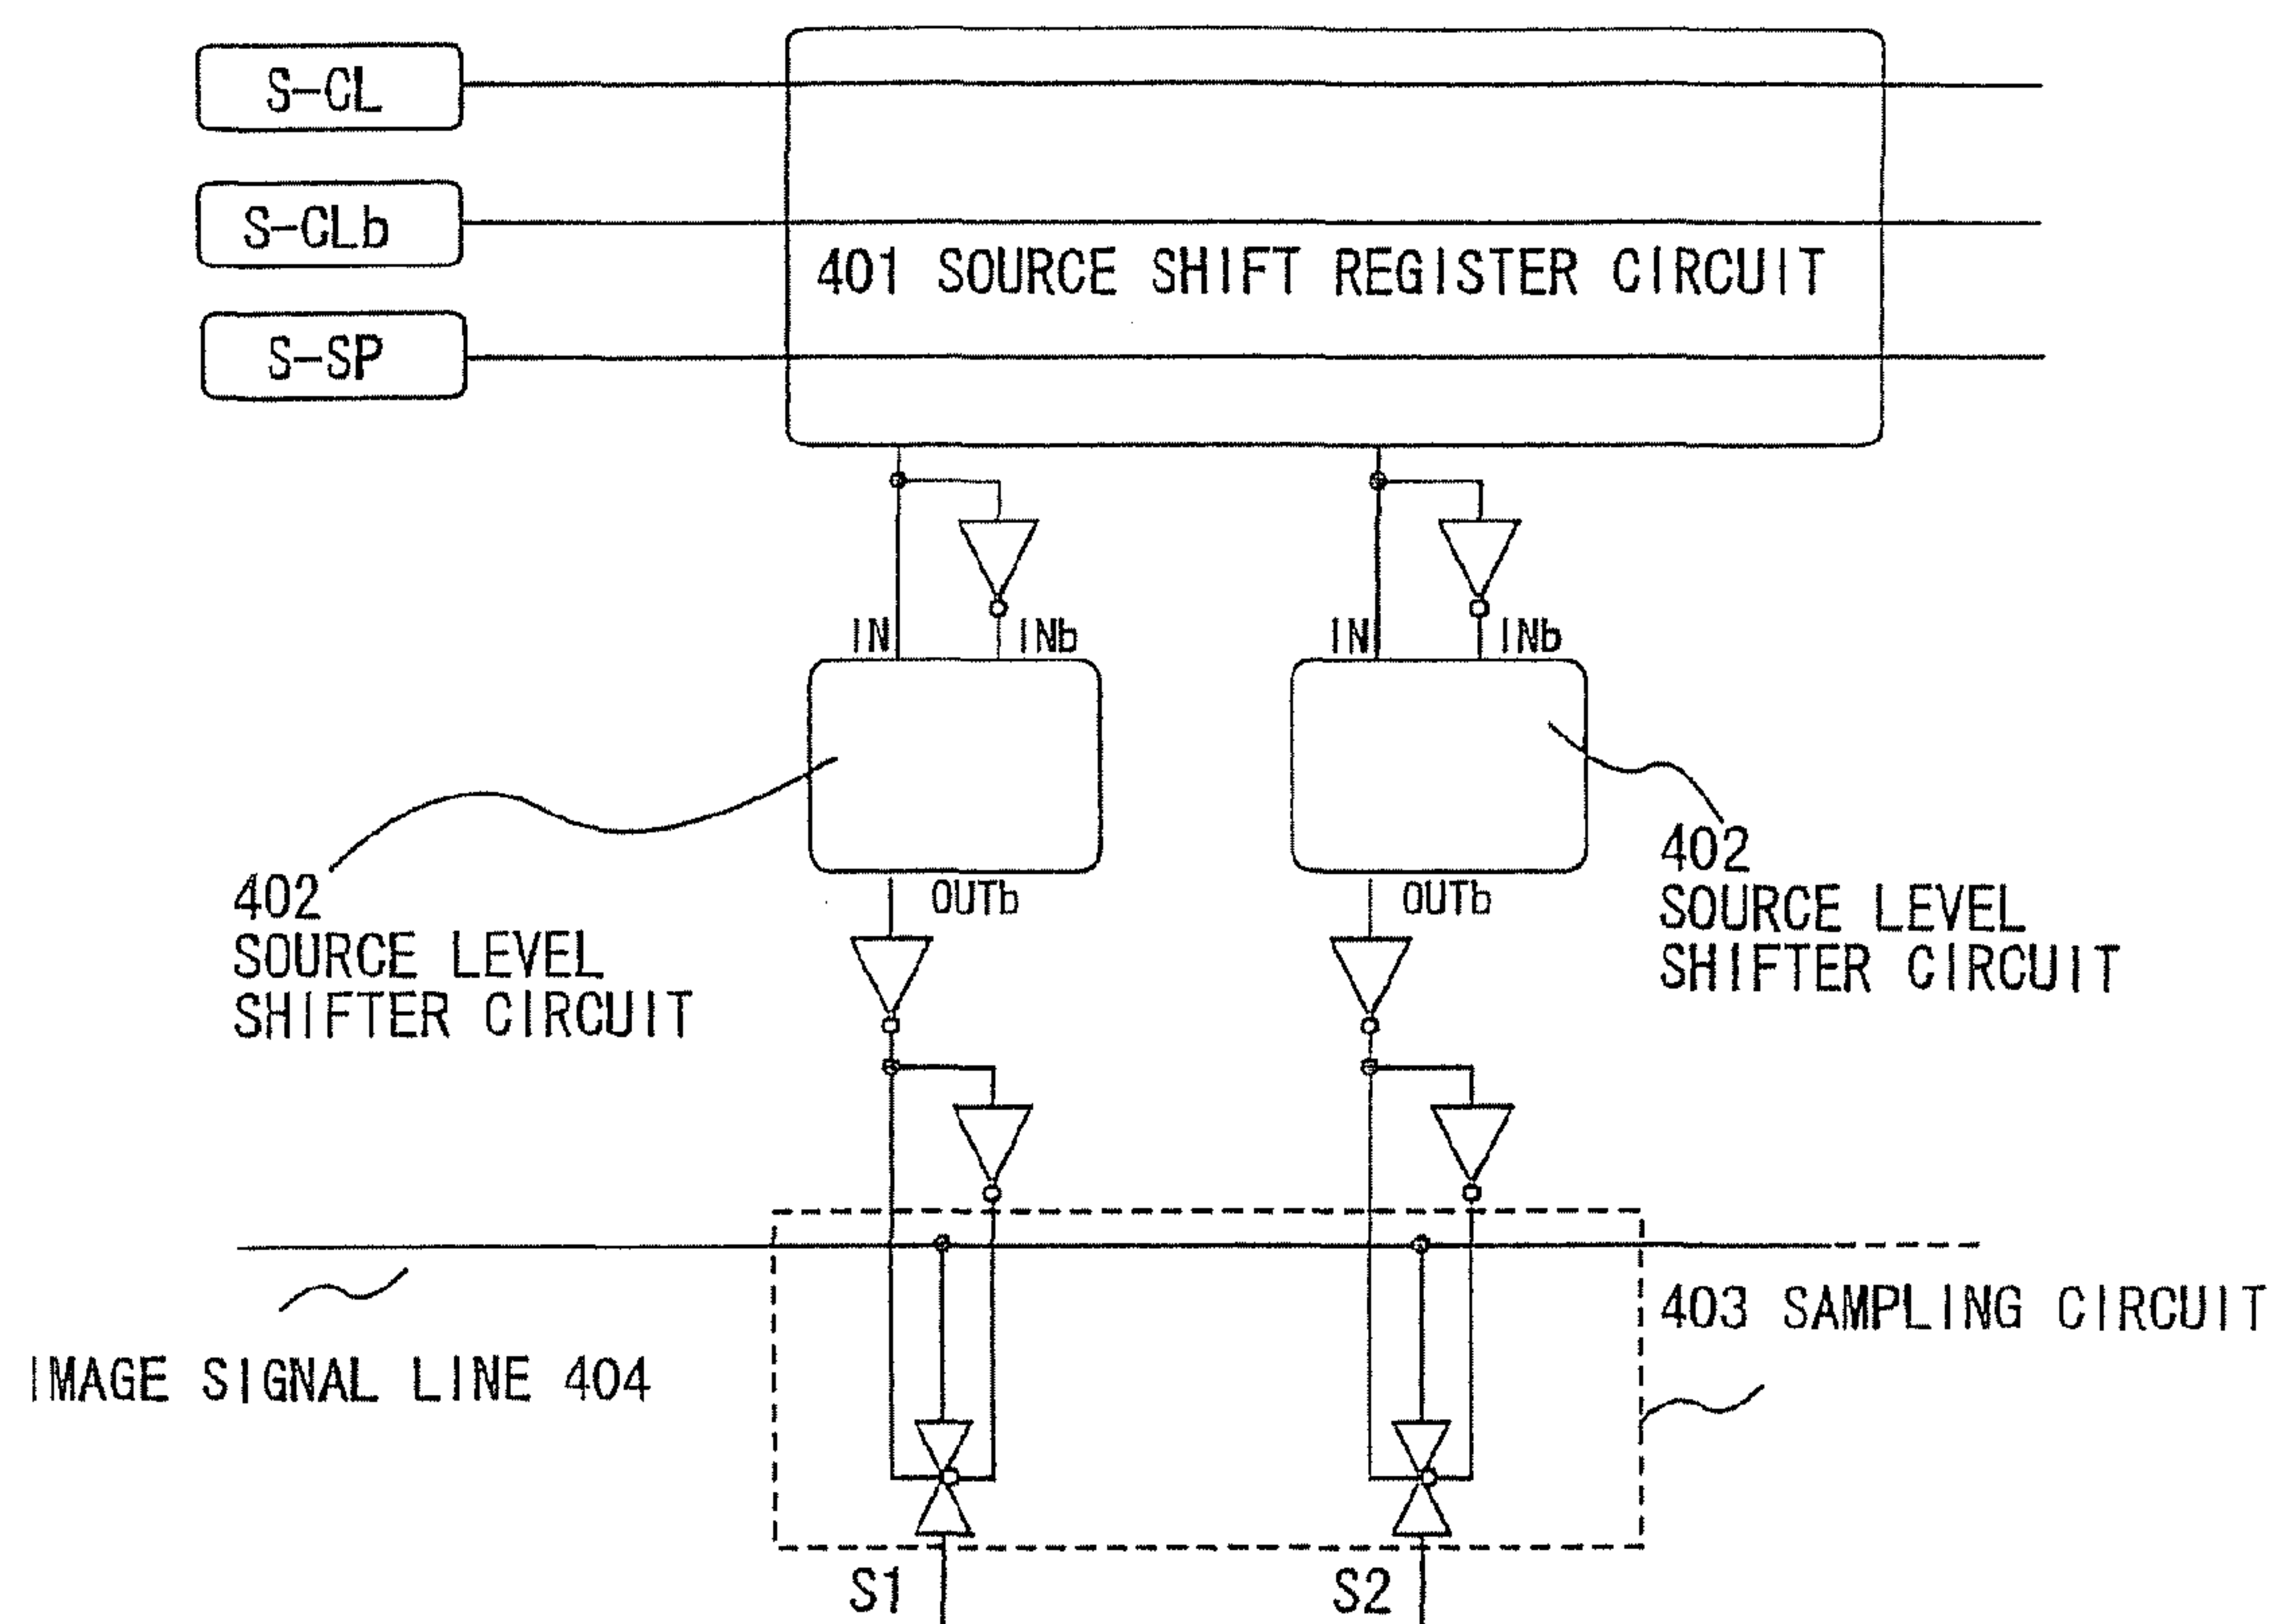 S-CL
S-CLb
401 SOURCE SHIFT REGISTER CIRCUIT
S-SP
IN
INb
IN
INb
402
SOURCE LEVEL
SHIFTER CIRCUIT
OUTb
OUTb
402
SOURCE LEVEL
SHIFTER CIRCUIT
403 SAMPLING CIRCUIT
IMAGE SIGNAL LINE 404
S1
S2